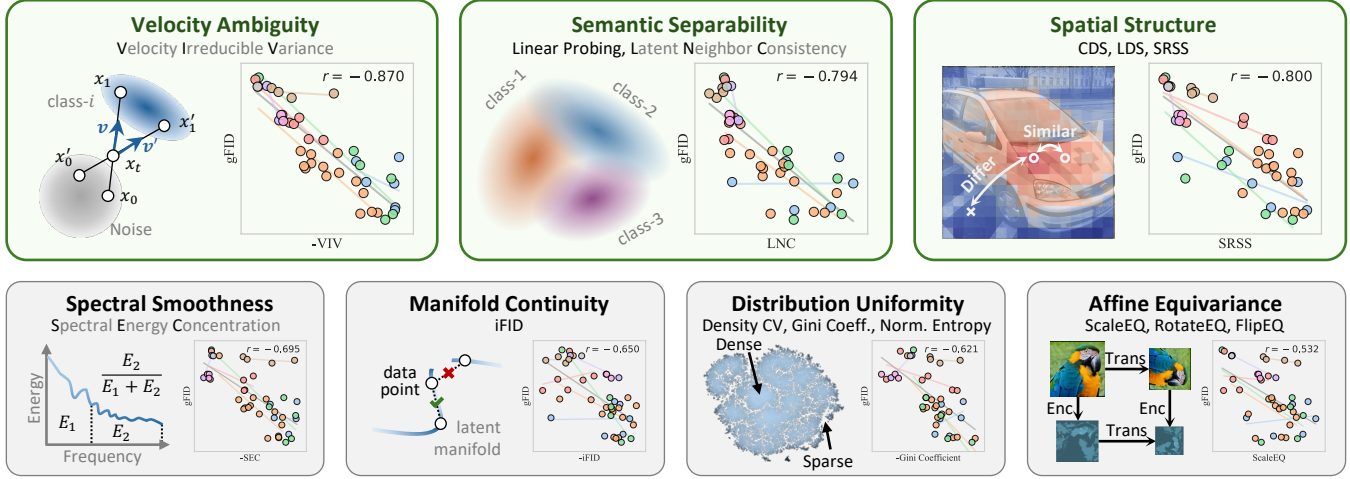 Velocity Ambiguity
Velocity Irreducible Variance
x₁
class-i
v
v'
x'₁
x'₀
x_t
x₀
Noise
r = −0.870
gFID
-VIV
Semantic Separability
Linear Probing, Latent Neighbor Consistency
class-1
class-2
class-3
r = −0.794
gFID
LNC
Spatial Structure
CDS, LDS, SRSS
Similar
Differ
r = −0.800
gFID
SRSS
Spectral Smoothness
Spectral Energy Concentration
Energy
E₂
E₁ + E₂
E₁
E₂
Frequency
r = −0.695
gFID
-SEC
Manifold Continuity
iFID
data
point
latent
manifold
r = −0.650
gFID
-iFID
Distribution Uniformity
Density CV, Gini Coeff., Norm. Entropy
Dense
Sparse
r = −0.621
gFID
-Gini Coefficient
Affine Equivariance
ScaleEQ, RotateEQ, FlipEQ
Trans
Enc
Enc
Trans
r = −0.532
gFID
ScaleEQ